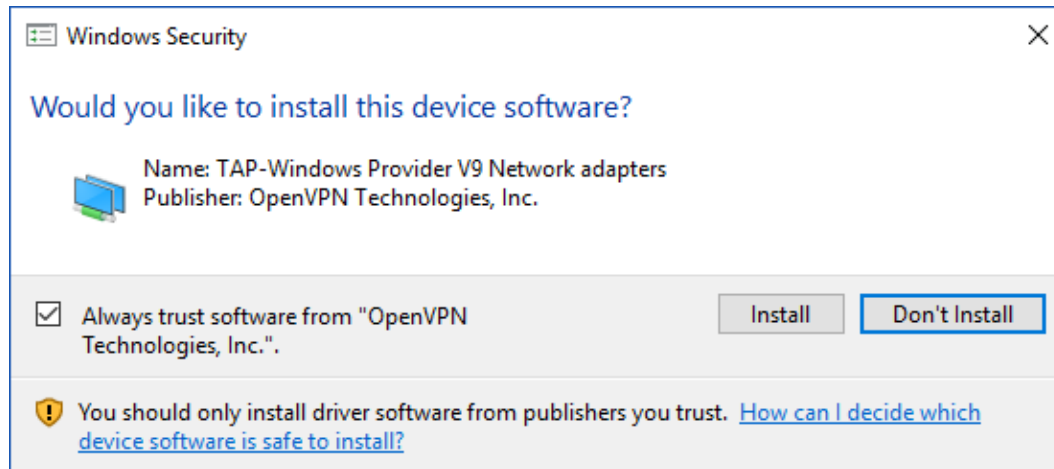 Windows Security
Would you like to install this device software?
Name: TAP-Windows Provider V9 Network adapters
Publisher: OpenVPN Technologies, Inc.
Always trust software from "OpenVPN
Technologies, Inc.".
Install
Don't Install
You should only install driver software from publishers you trust. How can I decide which
device software is safe to install?